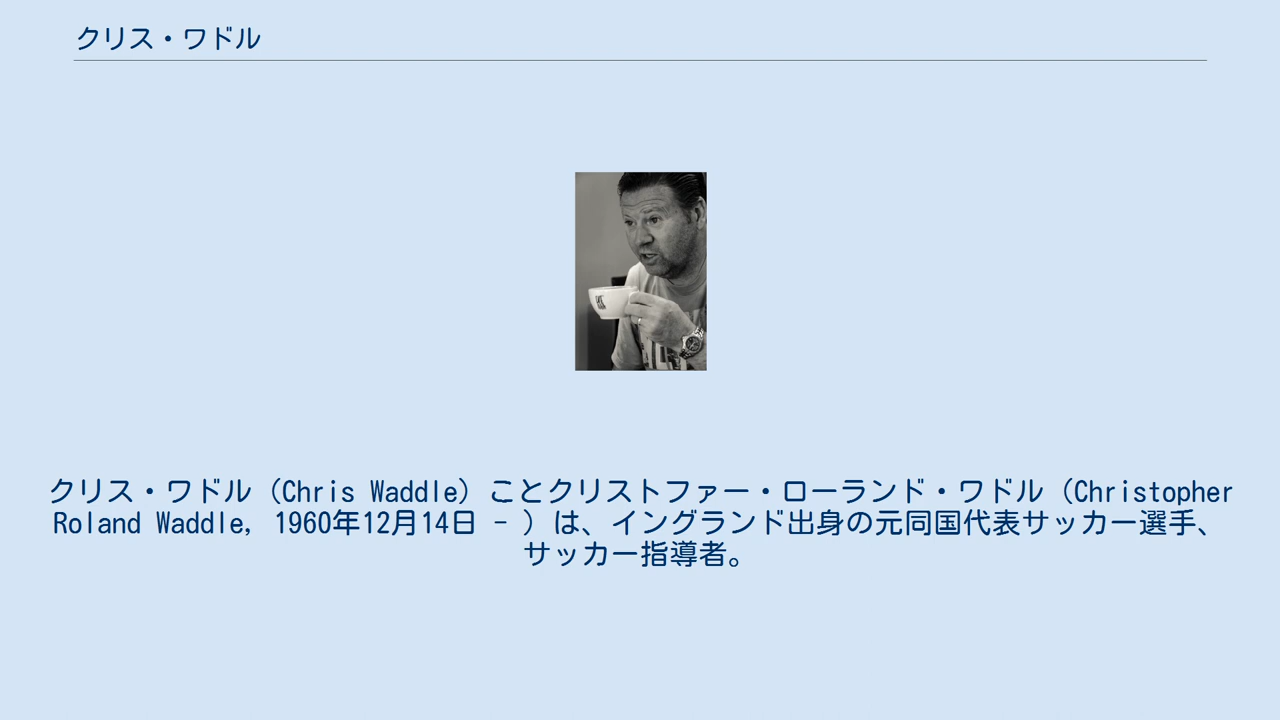 クリス・ワドル
クリス・ワドル（Chris Waddle）ことクリストファー・ローランド・ワドル（Christopher
Roland Waddle, 1960年12月14日 - ）は、イングランド出身の元同国代表サッカー選手、
サッカー指導者。